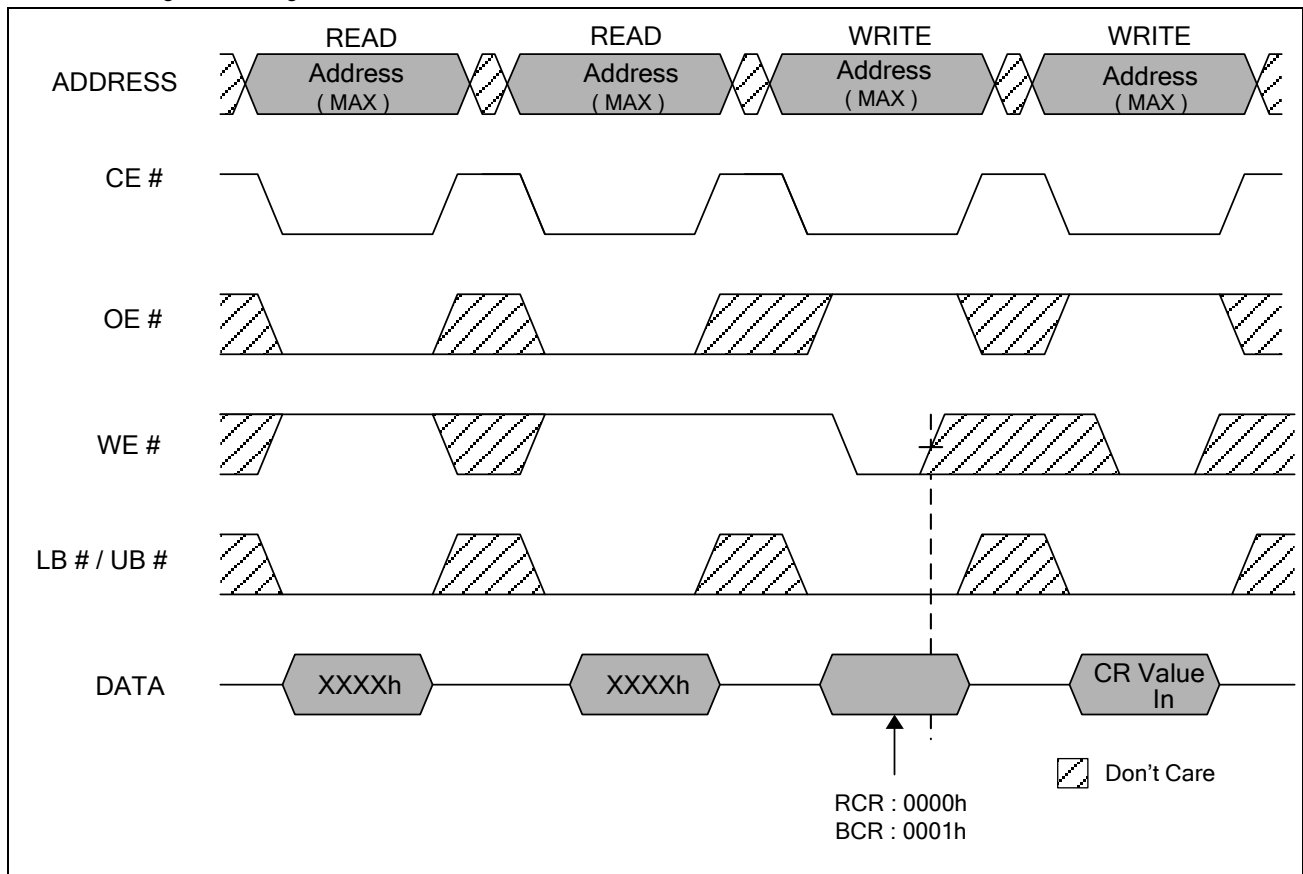 READ READ WRITE WRITE
ADDRESS Address Address Address Address
( MAX ) ( MAX ) ( MAX ) ( MAX )
CE #
OE #
WE #
LB # / UB #
DATA XXXXh XXXXh CR Value
In
Don't Care
RCR : 0000h
BCR : 0001h